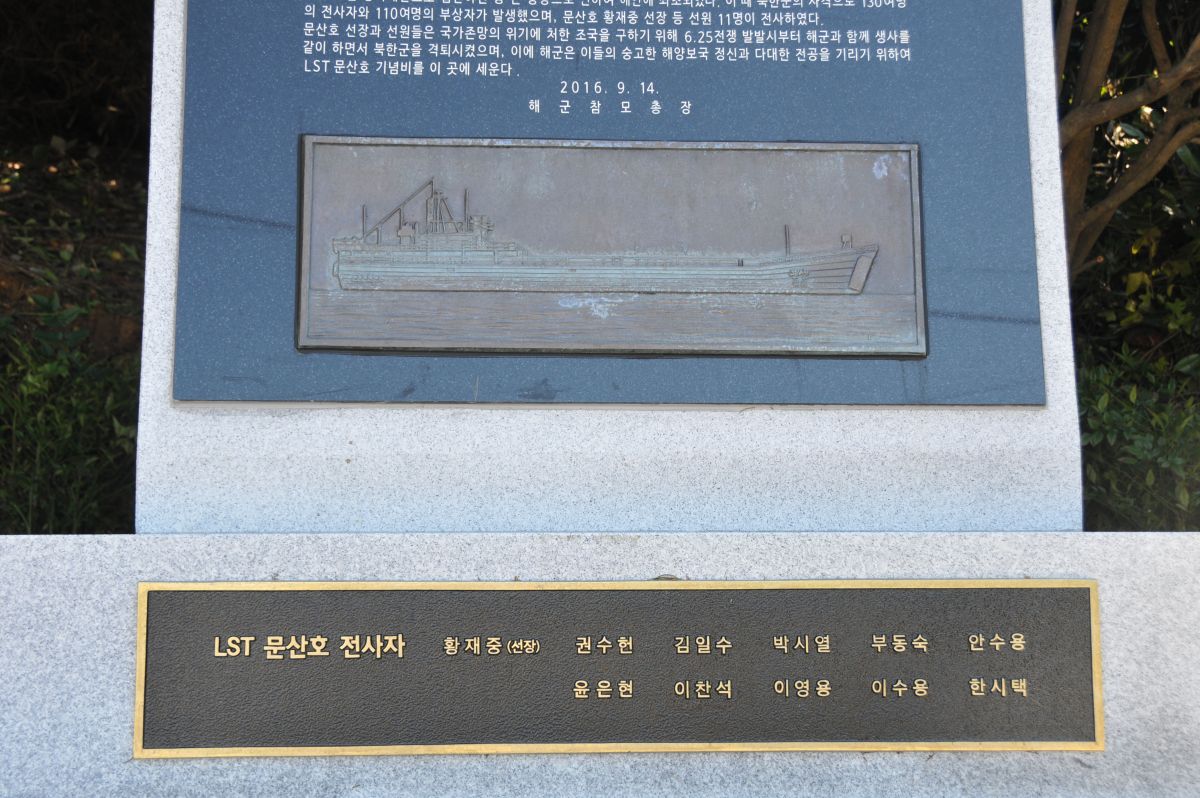 의 전사자와 110여명의 부상자가 발생했으며, 문산호 황재중 선장 등 선원 11명이 전사하였다.
문산호 선장과 선원들은 국가존망의 위기에 처한 조국을 구하기 위해 6.25전쟁 발발시부터 해군과 함께 생사를
같이 하면서 북한군을 격퇴시켰으며, 이에 해군은 이들의 숭고한 해양보국 정신과 다대한 전공을 기리기 위하여
LST 문산호 기념비를 이 곳에 세운다.
2016. 9. 14.
해 군 참 모 총 장
LST 문산호 전사자 황재중(선장) 권수헌 김일수 박시열 부동숙 안수용
윤은현 이찬석 이영용 이수용 한시택